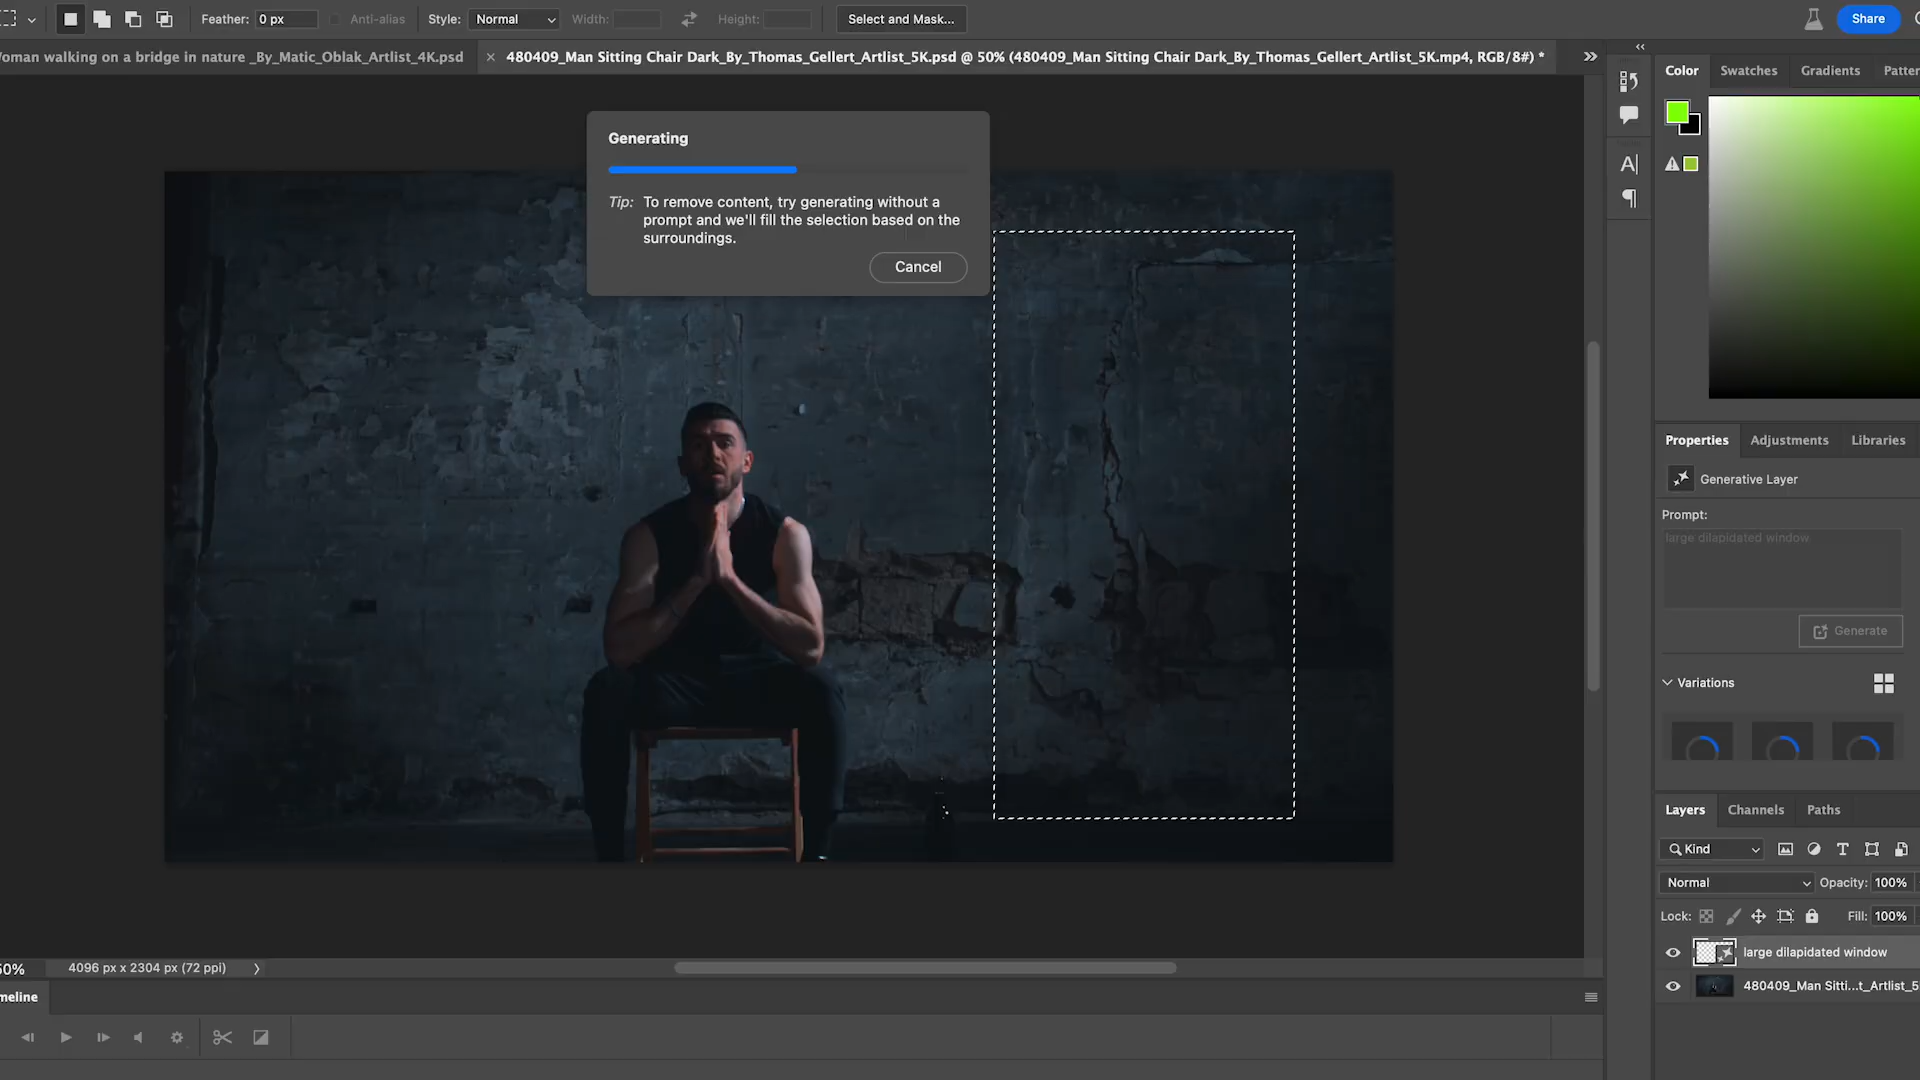 Feather: 0 px
Anti-alias
Style: Normal
Width:
Height:
Select and Mask...
Share
oman walking on a bridge in nature _By_Matic_Oblak_Artlist_4K.psd
480409_Man Sitting Chair Dark_By_Thomas_Gellert_Artlist_5K.psd @ 50% (480409_Man Sitting Chair Dark_By_Thomas_Gellert_Artlist_5K.mp4, RGB/8#) *
Color
Swatches
Gradients
Patter
Generating
Tip: To remove content, try generating without a
prompt and we'll fill the selection based on the
surroundings.
Cancel
Properties
Adjustments
Libraries
Generative Layer
Prompt:
large dilapidated window
Generate
Variations
Layers
Channels
Paths
Kind
Normal
Opacity: 100%
Lock:
Fill: 100%
large dilapidated window
480409_Man Sitti...t_Artlist_5
50%
4096 px x 2304 px (72 ppi)
meline